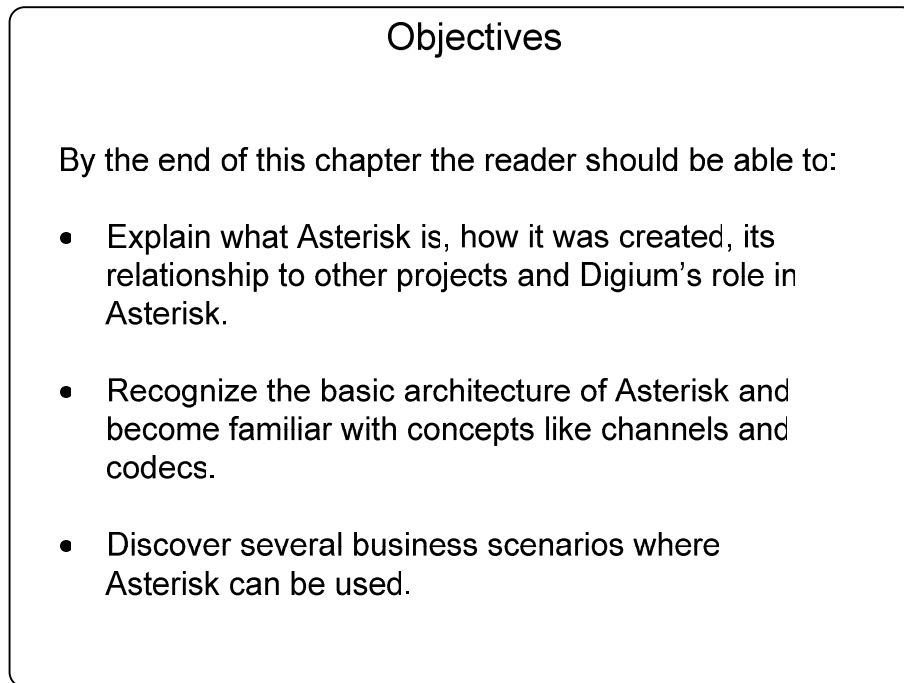 Objectives
By the end of this chapter the reader should be able to:
• Explain what Asterisk is, how it was created, its
relationship to other projects and Digium's role in
Asterisk.
• Recognize the basic architecture of Asterisk and
become familiar with concepts like channels and
codecs.
• Discover several business scenarios where
Asterisk can be used.